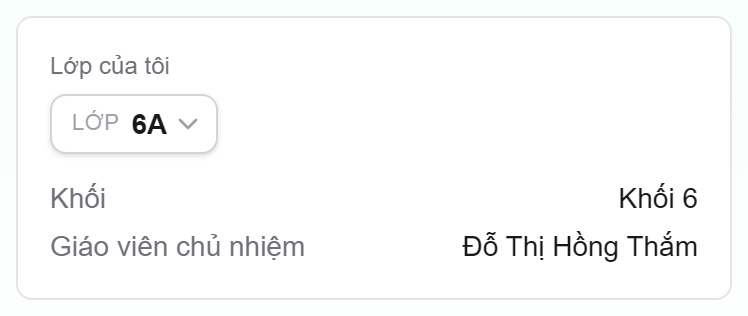 Lớp của tôi
LỚP 6A
Khối Khối 6
Giáo viên chủ nhiệm Đỗ Thị Hồng Thắm